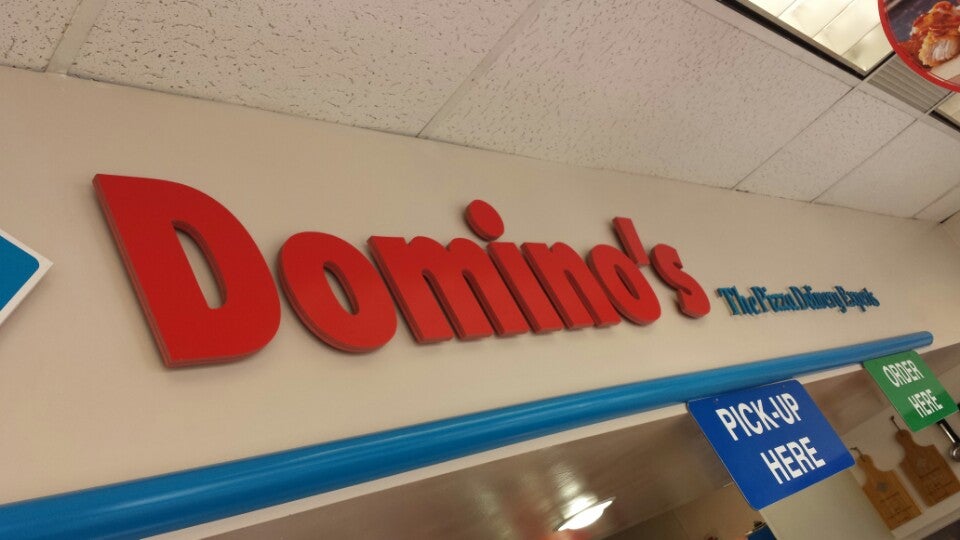 Domino's
The Pizza Delivery Experts
PICK-UP
HERE
ORDER
HERE